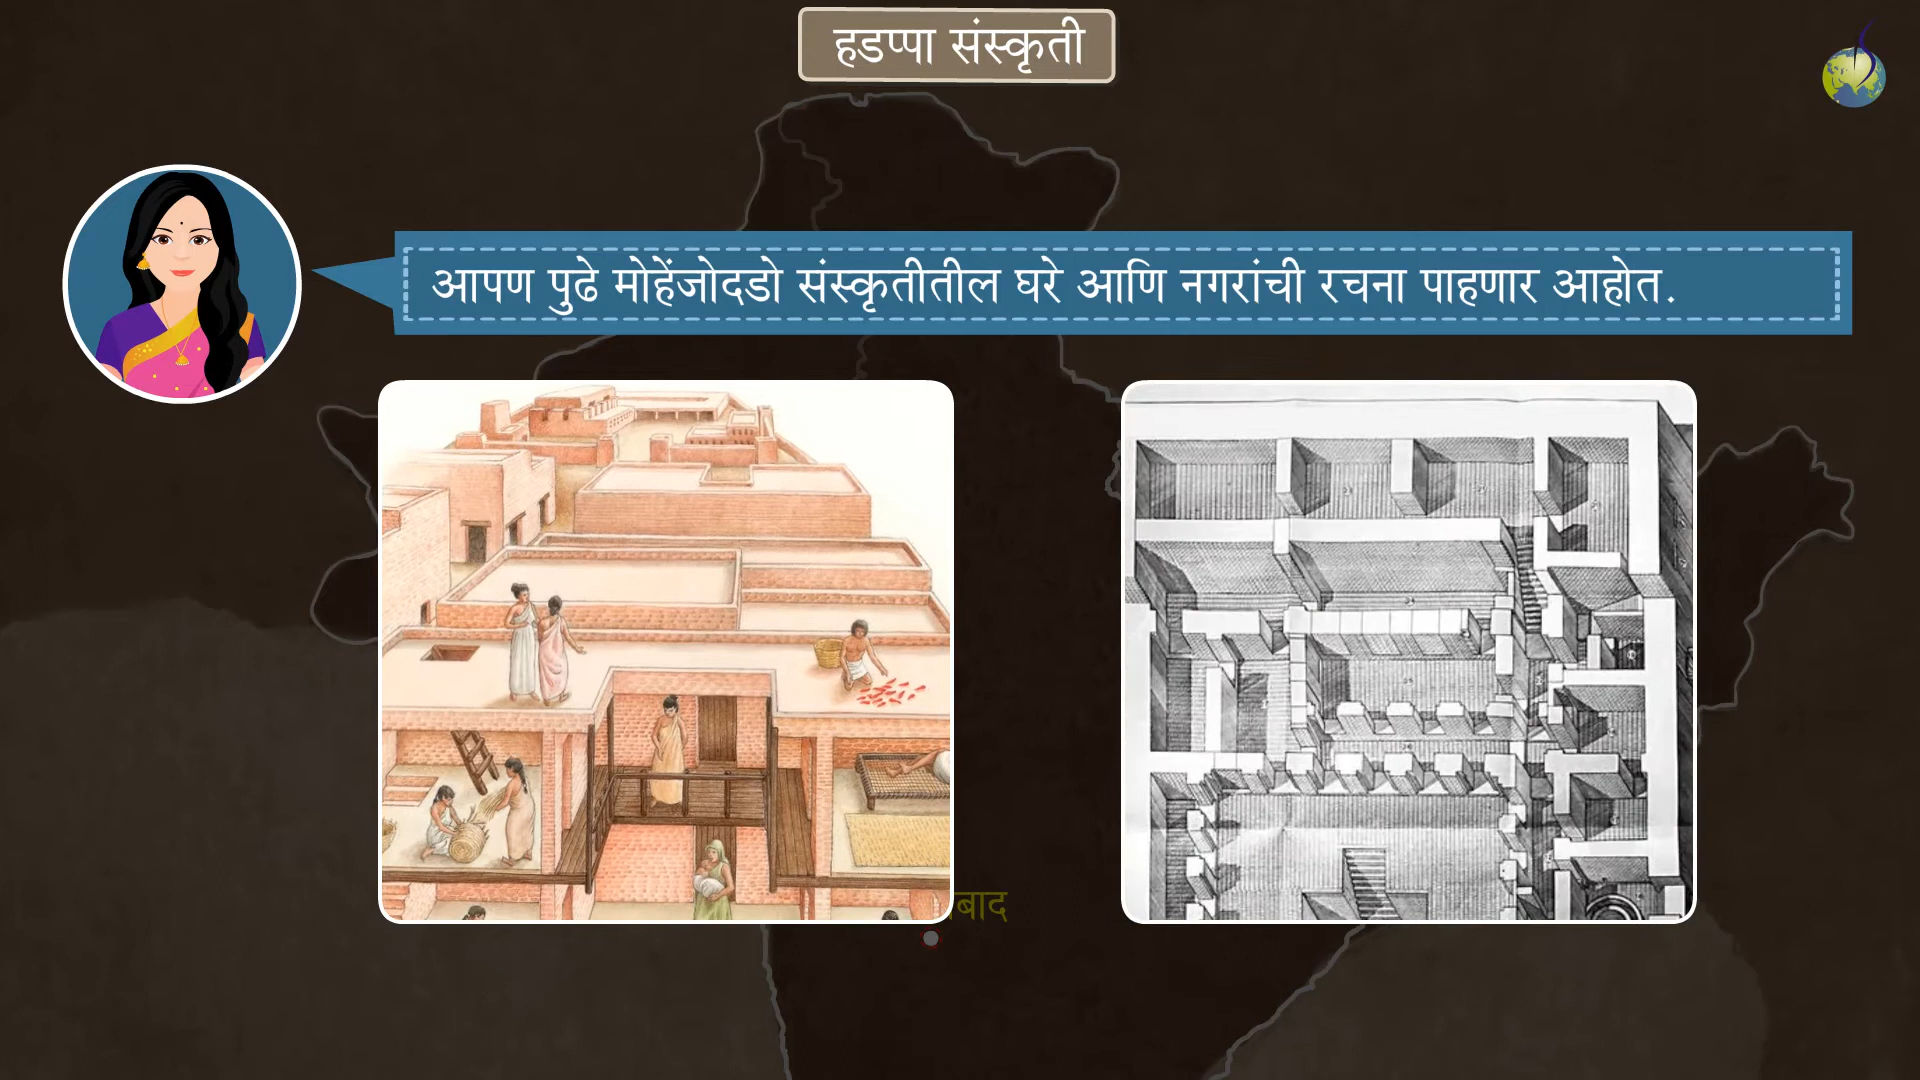 हडप्पा संस्कृती
आपण पुढे मोहेंजोदडो संस्कृतीतील घरे आणि नगरांची रचना पाहणार आहोत.
बाद